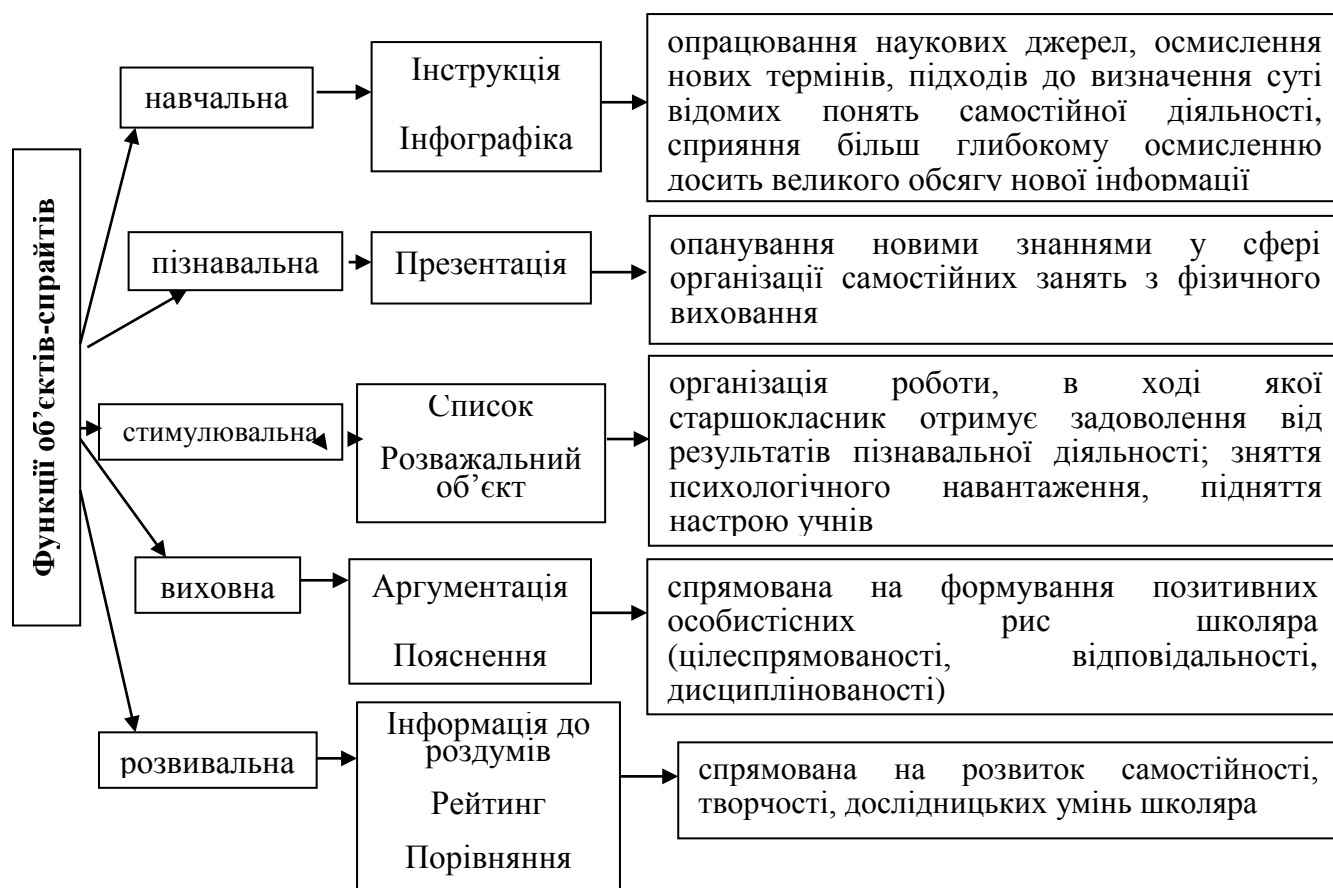 Функції об’єктів-спрайтів
навчальна
Інструкція
Інфографіка
опрацювання наукових джерел, осмислення
нових термінів, підходів до визначення суті
відомих понять самостійної діяльності,
сприяння більш глибокому осмисленню
досить великого обсягу нової інформації
пізнавальна
Презентація
опанування новими знаннями у сфері
організації самостійних занять з фізичного
виховання
стимулювальна
Список
Розважальний
об’єкт
організація роботи, в ході якої
старшокласник отримує задоволення від
результатів пізнавальної діяльності; зняття
психологічного навантаження, підняття
настрою учнів
виховна
Аргументація
Пояснення
спрямована на формування позитивних
особистісних рис школяра
(цілеспрямованості, відповідальності,
дисциплінованості)
розвивальна
Інформація до
роздумів
Рейтинг
Порівняння
спрямована на розвиток самостійності,
творчості, дослідницьких умінь школяра